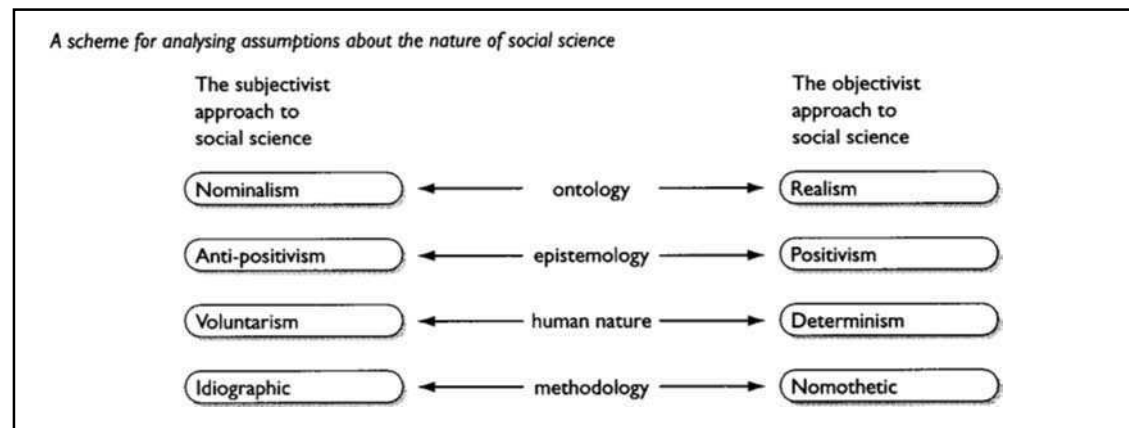 A scheme for analysing assumptions about the nature of social science
The subjectivist
approach to
social science
The objectivist
approach to
social science
Nominalism ontology Realism
Anti-positivism epistemology Positivism
Voluntarism human nature Determinism
Idiographic methodology Nomothetic